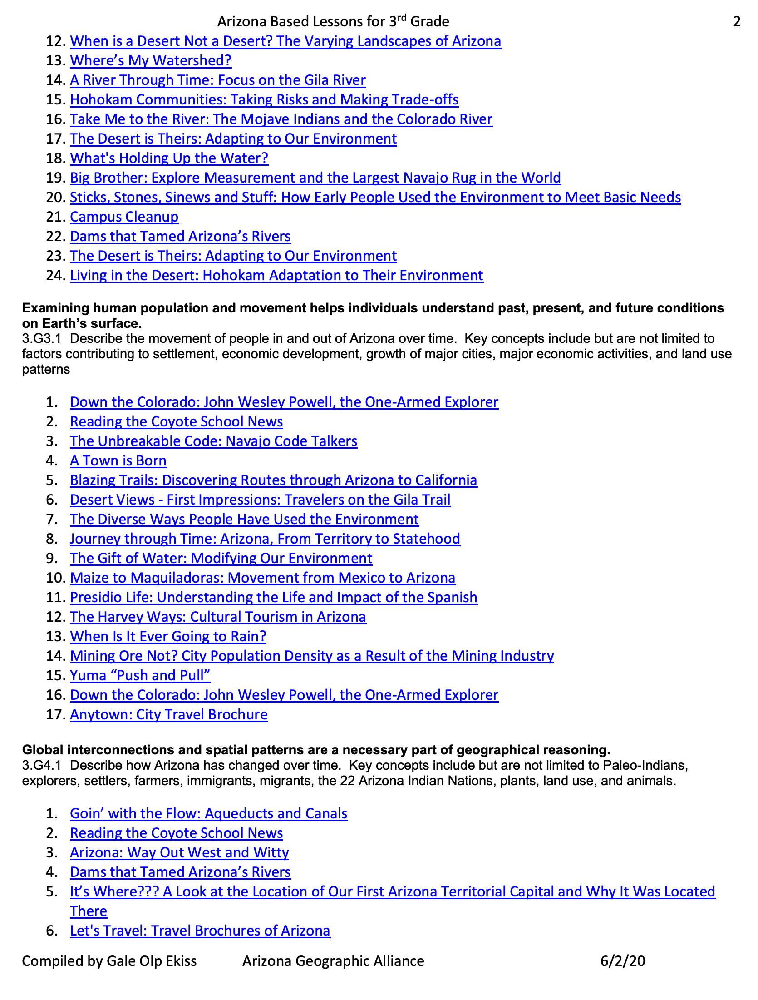 Arizona Based Lessons for 3rd Grade 2
12. When is a Desert Not a Desert? The Varying Landscapes of Arizona
13. Where’s My Watershed?
14. A River Through Time: Focus on the Gila River
15. Hohokam Communities: Taking Risks and Making Trade-offs
16. Take Me to the River: The Mojave Indians and the Colorado River
17. The Desert is Theirs: Adapting to Our Environment
18. What's Holding Up the Water?
19. Big Brother: Explore Measurement and the Largest Navajo Rug in the World
20. Sticks, Stones, Sinews and Stuff: How Early People Used the Environment to Meet Basic Needs
21. Campus Cleanup
22. Dams that Tamed Arizona’s Rivers
23. The Desert is Theirs: Adapting to Our Environment
24. Living in the Desert: Hohokam Adaptation to Their Environment
Examining human population and movement helps individuals understand past, present, and future conditions
on Earth’s surface.
3.G3.1 Describe the movement of people in and out of Arizona over time. Key concepts include but are not limited to
factors contributing to settlement, economic development, growth of major cities, major economic activities, and land use
patterns
1. Down the Colorado: John Wesley Powell, the One-Armed Explorer
2. Reading the Coyote School News
3. The Unbreakable Code: Navajo Code Talkers
4. A Town is Born
5. Blazing Trails: Discovering Routes through Arizona to California
6. Desert Views - First Impressions: Travelers on the Gila Trail
7. The Diverse Ways People Have Used the Environment
8. Journey through Time: Arizona, From Territory to Statehood
9. The Gift of Water: Modifying Our Environment
10. Maize to Maquiladoras: Movement from Mexico to Arizona
11. Presidio Life: Understanding the Life and Impact of the Spanish
12. The Harvey Ways: Cultural Tourism in Arizona
13. When Is It Ever Going to Rain?
14. Mining Ore Not? City Population Density as a Result of the Mining Industry
15. Yuma “Push and Pull”
16. Down the Colorado: John Wesley Powell, the One-Armed Explorer
17. Anytown: City Travel Brochure
Global interconnections and spatial patterns are a necessary part of geographical reasoning.
3.G4.1 Describe how Arizona has changed over time. Key concepts include but are not limited to Paleo-Indians,
explorers, settlers, farmers, immigrants, migrants, the 22 Arizona Indian Nations, plants, land use, and animals.
1. Goin’ with the Flow: Aqueducts and Canals
2. Reading the Coyote School News
3. Arizona: Way Out West and Witty
4. Dams that Tamed Arizona’s Rivers
5. It’s Where??? A Look at the Location of Our First Arizona Territorial Capital and Why It Was Located
There
6. Let's Travel: Travel Brochures of Arizona
Compiled by Gale Olp Ekiss Arizona Geographic Alliance 6/2/20